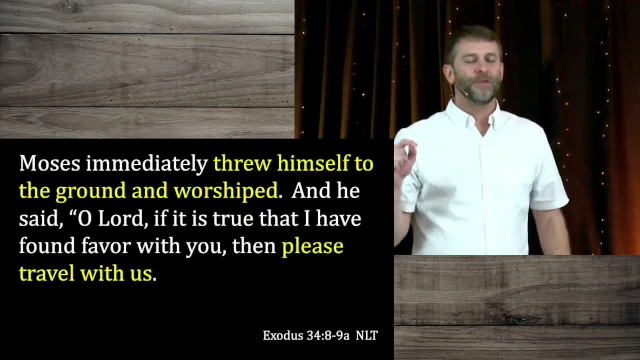 Moses immediately threw himself to
the ground and worshiped.  And he
said, “O Lord, if it is true that I have
found favor with you, then please
travel with us.
Exodus 34:8-9a  NLT